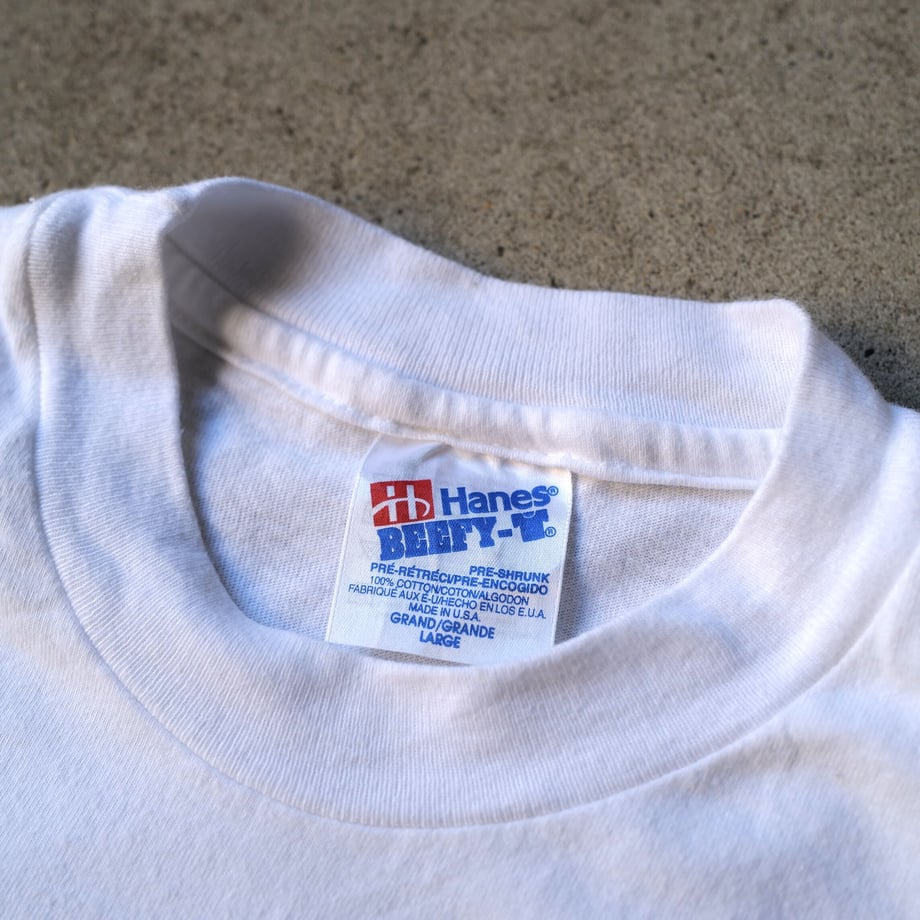 H Hanes®
BEEFY-T®
PRÉ-RÉTRÉCI/PRE-ENCOGIDO PRE-SHRUNK
100% COTTON/COTON/ALGODON
FABRIQUÉ AUX É-U/HECHO EN LOS E.U.A.
MADE IN U.S.A.
GRAND/GRANDE
LARGE